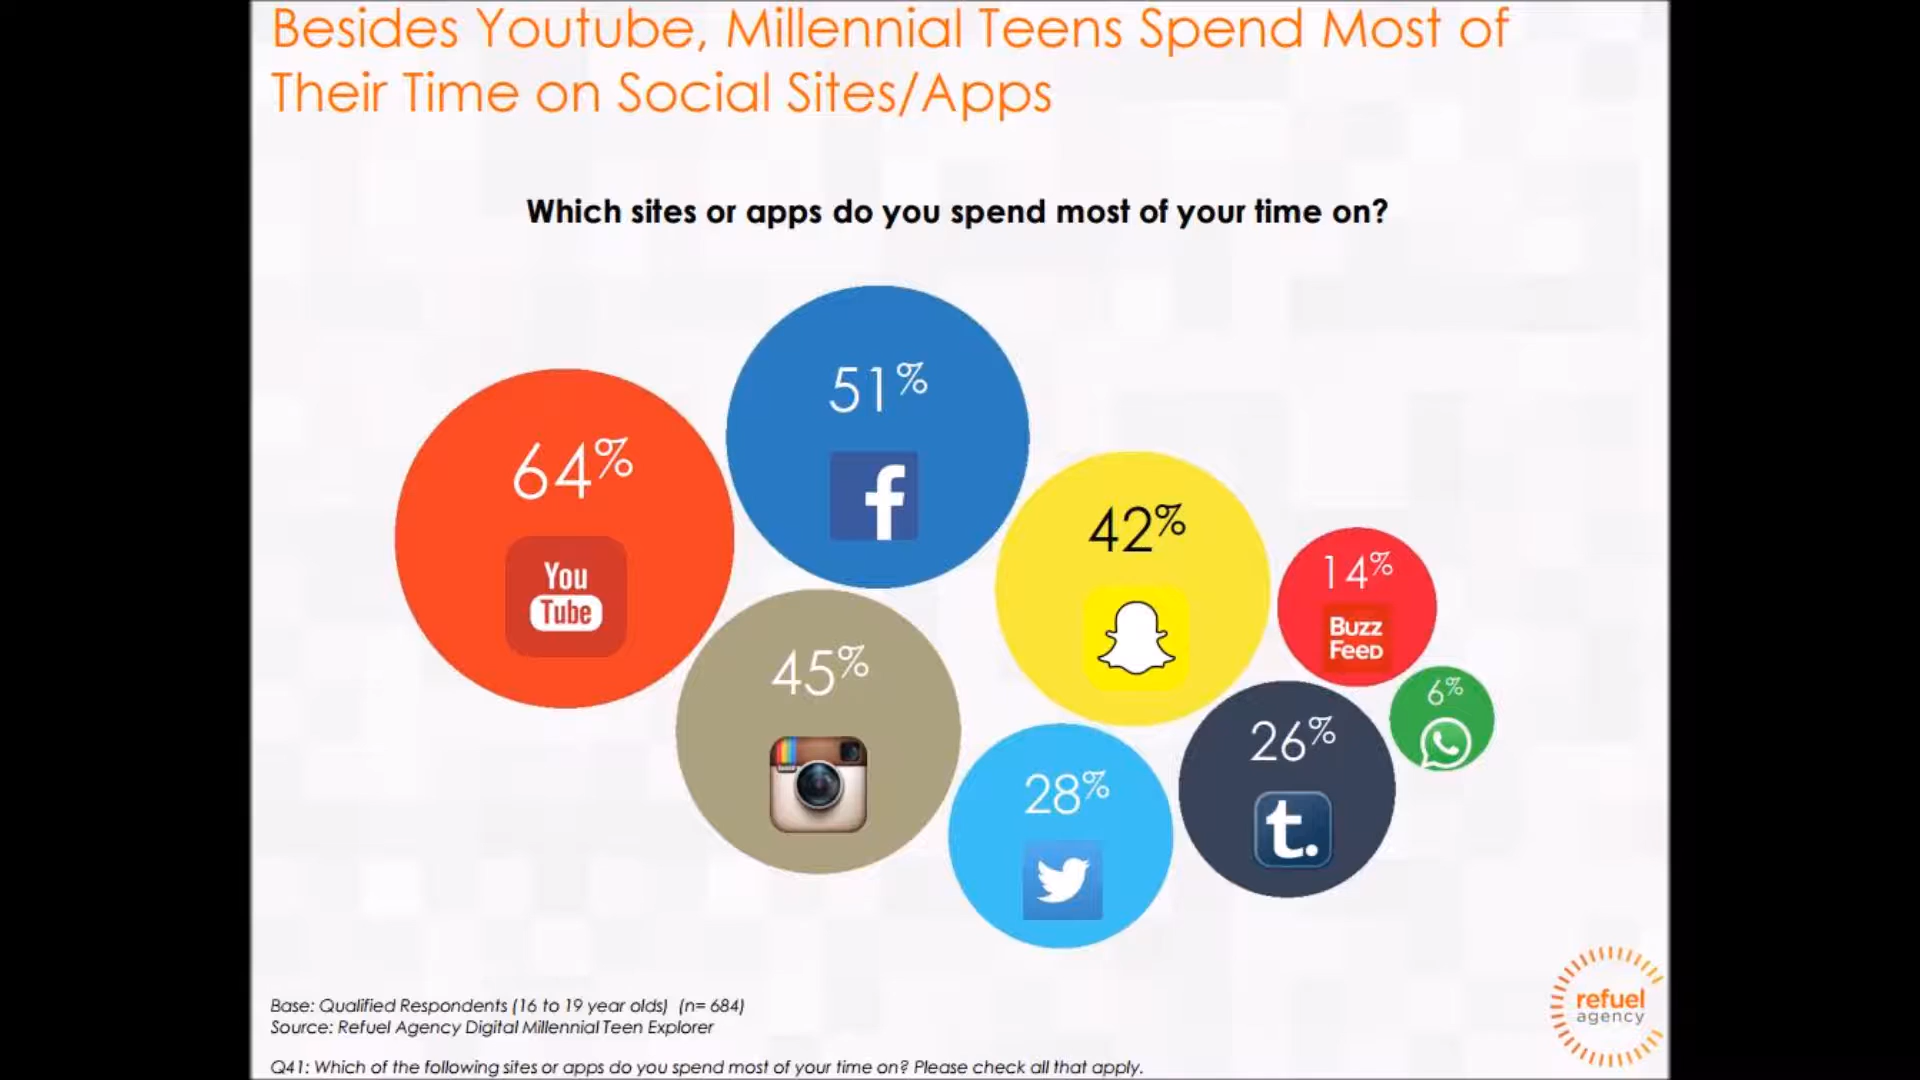 Besides Youtube, Millennial Teens Spend Most of
Their Time on Social Sites/Apps
Which sites or apps do you spend most of your time on?
51%
64%
You
Tube
42%
14%
Buzz
FeeD
45%
6%
26%
t.
28%
Base: Qualified Respondents (16 to 19 year olds) (n= 684)
Source: Refuel Agency Digital Millennial Teen Explorer
Q41: Which of the following sites or apps do you spend most of your time on? Please check all that apply.
refuel
agency